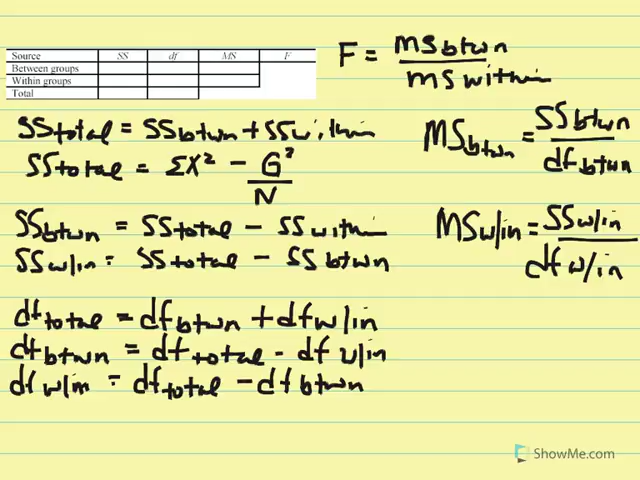 Source SS df MS F
Between groups
Within groups
Total
F = MSbtwn / MSwithin
SStotal = SSbtwn + SSwithin
SStotal = ΣX² − G² / N
MSbtwn = SSbtwn / dfbtwn
SSbtwn = SStotal − SSwithin
SSw/in = SStotal − SSbtwn
MSw/in = SSw/in / dfw/in
dftotal = dfbtwn + dfw/in
dfbtwn = dftotal - dfw/in
dfw/in = dftotal − dfbtwn
ShowMe.com